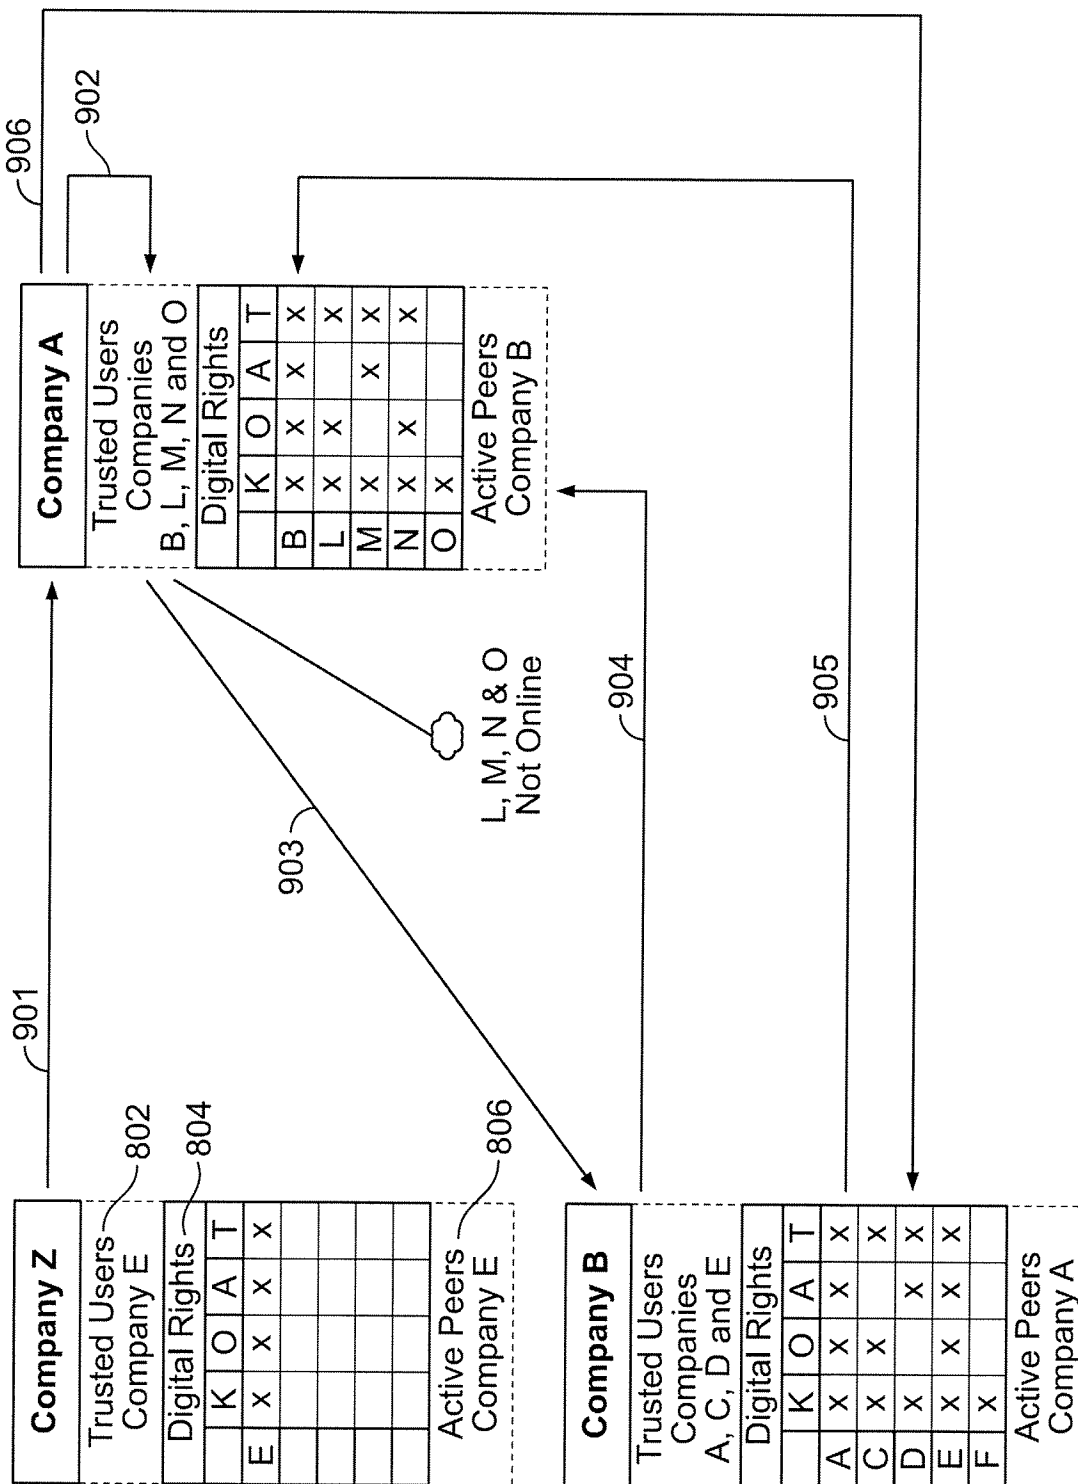 Company Z
Trusted Users
Company E
802
Digital Rights
804
K O A T
E x x x x
Active Peers
Company E
806
901
Company A
Trusted Users
Companies
B, L, M, N and O
Digital Rights
K O A T
B x x x x
L x x x
M x x x
N x x x
O x
Active Peers
Company B
906
902
903
L, M, N & O
Not Online
904
905
Company B
Trusted Users
Companies
A, C, D and E
Digital Rights
K O A T
A x x x x
C x x x
D x x x
E x x x x
F x
Active Peers
Company A